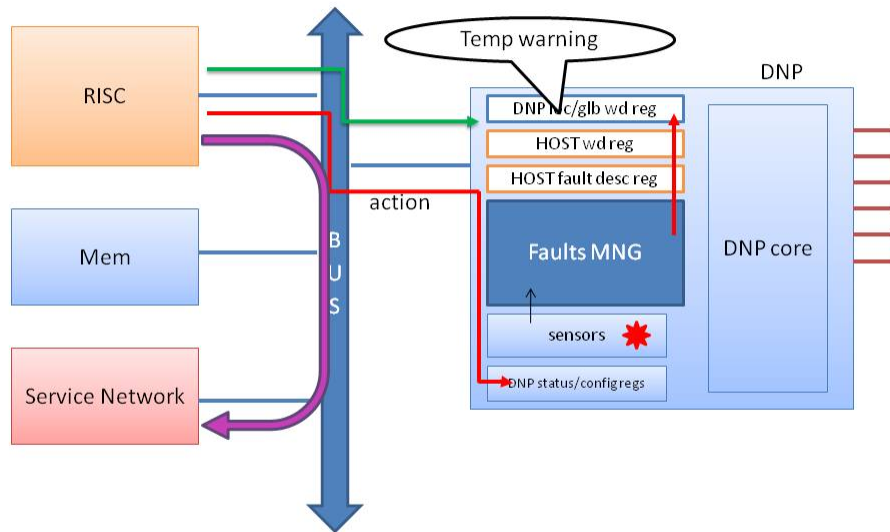 Temp warning
DNP
RISC
DNP wd reg
HOST wd reg
HOST fault desc reg
action
Mem
Faults MNG
DNP core
BUS
sensors
DNP status/config regs
Service Network